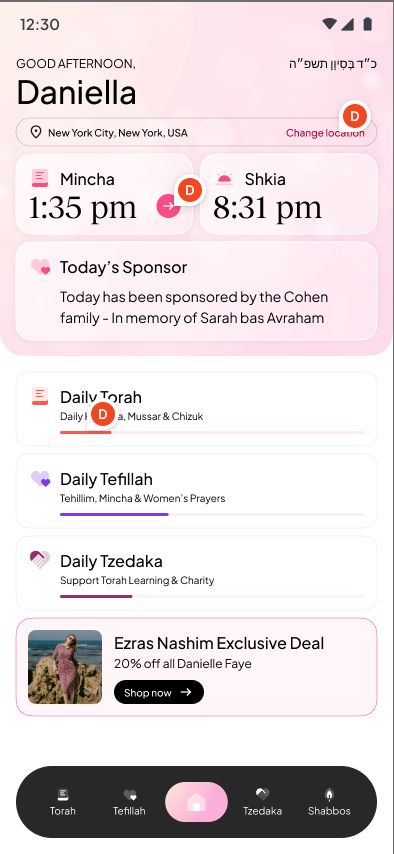 12:30
GOOD AFTERNOON,
כ״ד בְּסִיוָן תשפ״ה
Daniella
New York City, New York, USA
Change location
D
Mincha
1:35 pm
D
Shkia
8:31 pm
Today's Sponsor
Today has been sponsored by the Cohen
family - In memory of Sarah bas Avraham
Daily Torah
D
Daily Mussar & Chizuk
Daily Tefillah
Tehillim, Mincha & Women's Prayers
Daily Tzedaka
Support Torah Learning & Charity
Ezras Nashim Exclusive Deal
20% off all Danielle Faye
Shop now
Torah
Tefillah
Tzedaka
Shabbos